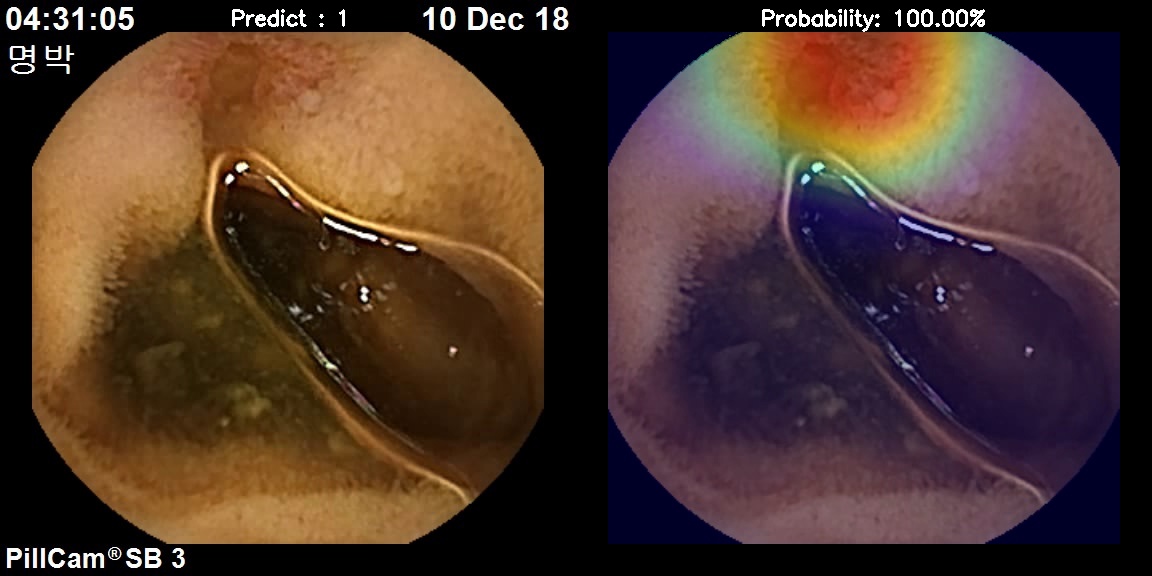 04:31:05
Predict : 1
10 Dec 18
Probability: 100.00%
명박
PillCam® SB 3